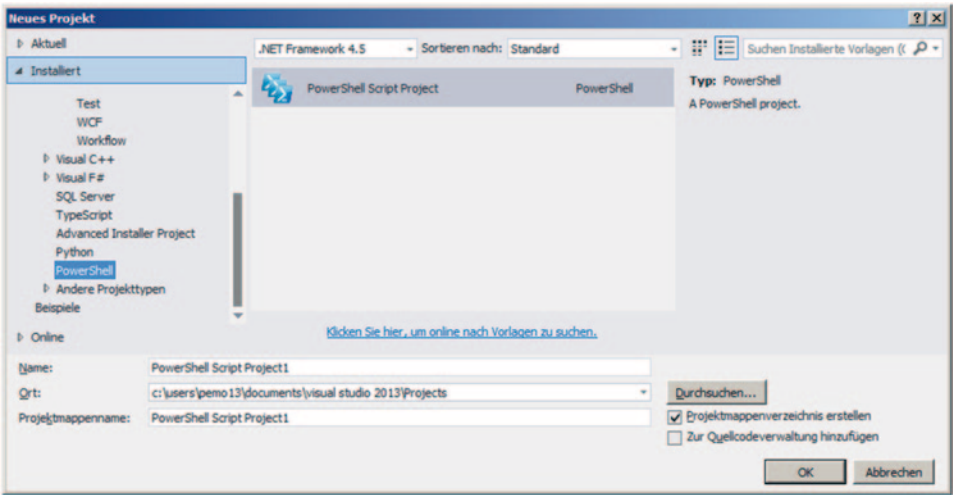 Neues Projekt
Aktuell
.NET Framework 4.5 Sortieren nach: Standard Suchen Installierte Vorlagen (C
Installiert
Test
WCF
Workflow
Visual C++
Visual F#
SQL Server
TypeScript
Advanced Installer Project
Python
PowerShell
Andere Projekttypen
Beispiele
Online
PowerShell Script Project PowerShell
Typ: PowerShell
A PowerShell project.
Klicken Sie hier, um online nach Vorlagen zu suchen.
Name: PowerShell Script Project1
Ort: c:\users\pemo13\documents\visual studio 2013\Projects Durchsuchen...
Projektmappenname: PowerShell Script Project1
Projektmappenverzeichnis erstellen
Zur Quellcodeverwaltung hinzufügen
OK Abbrechen